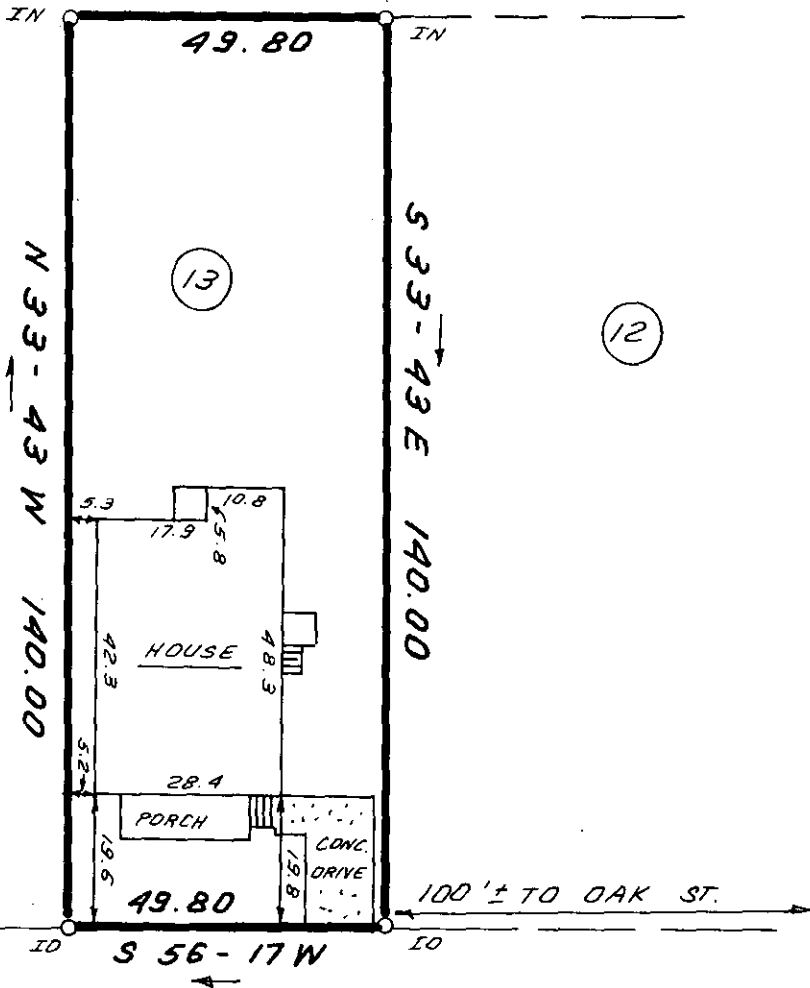 IN
IN
49.80
N 33-43 W 140.00
S 33-43 E 140.00
13
12
5.3
17.9
10.8
5.8
42.3
HOUSE
48.3
5.2
28.4
PORCH
19.6
19.8
CONC.
DRIVE
49.80
100'± TO OAK ST.
IO
S 56-17 W
IO